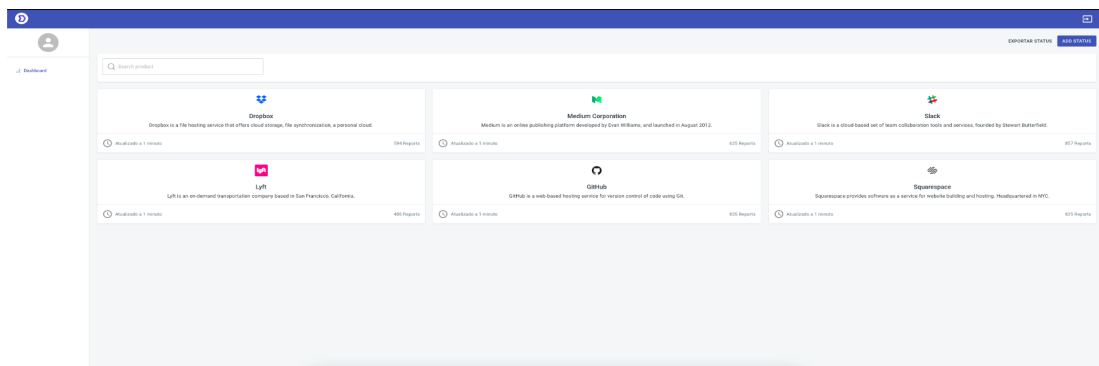 D
EXPORTAR STATUS ADD STATUS
Dashboard
Search product
Dropbox
Dropbox is a file hosting service that offers cloud storage, file synchronization, a personal cloud.
Atualizado a 1 minuto 594 Reports
Medium Corporation
Medium is an online publishing platform developed by Evan Williams, and launched in August 2012.
Atualizado a 1 minuto 625 Reports
Slack
Slack is a cloud-based set of team collaboration tools and services, founded by Stewart Butterfield.
Atualizado a 1 minuto 857 Reports
Lyft
Lyft is an on-demand transportation company based in San Francisco, California.
Atualizado a 1 minuto 406 Reports
GitHub
GitHub is a web-based hosting service for version control of code using Git.
Atualizado a 1 minuto 835 Reports
Squarespace
Squarespace provides software as a service for website building and hosting. Headquartered in NYC.
Atualizado a 1 minuto 835 Reports